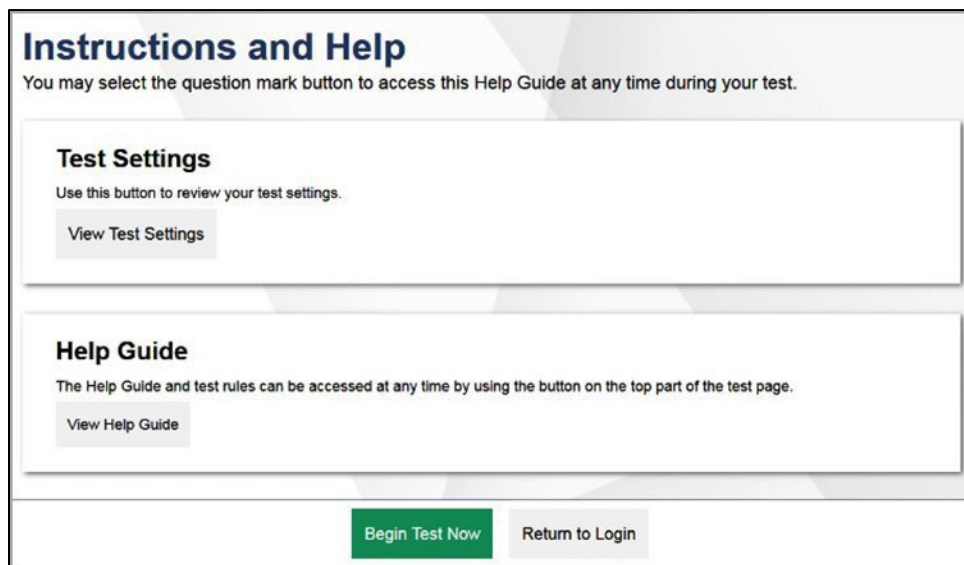 Instructions and Help
You may select the question mark button to access this Help Guide at any time during your test.
Test Settings
Use this button to review your test settings.
View Test Settings
Help Guide
The Help Guide and test rules can be accessed at any time by using the button on the top part of the test page.
View Help Guide
Begin Test Now
Return to Login